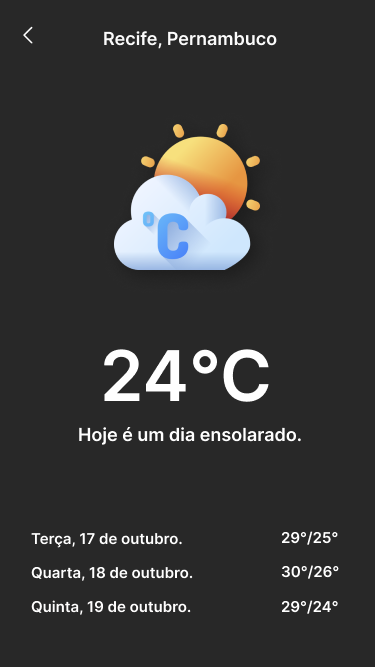 Recife, Pernambuco
°C
24°C
Hoje é um dia ensolarado.
Terça, 17 de outubro. 29°/25°
Quarta, 18 de outubro. 30°/26°
Quinta, 19 de outubro. 29°/24°